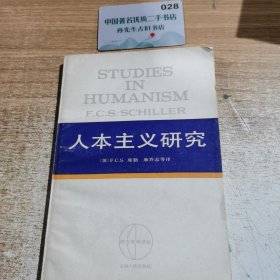 028
中国著名优质二手书店
孙先生古旧书店
STUDIES
IN
HUMANISM
F.C.S. SCHILLER
人本主义研究
[英]F.C.S. 席勒 麻乔志等译